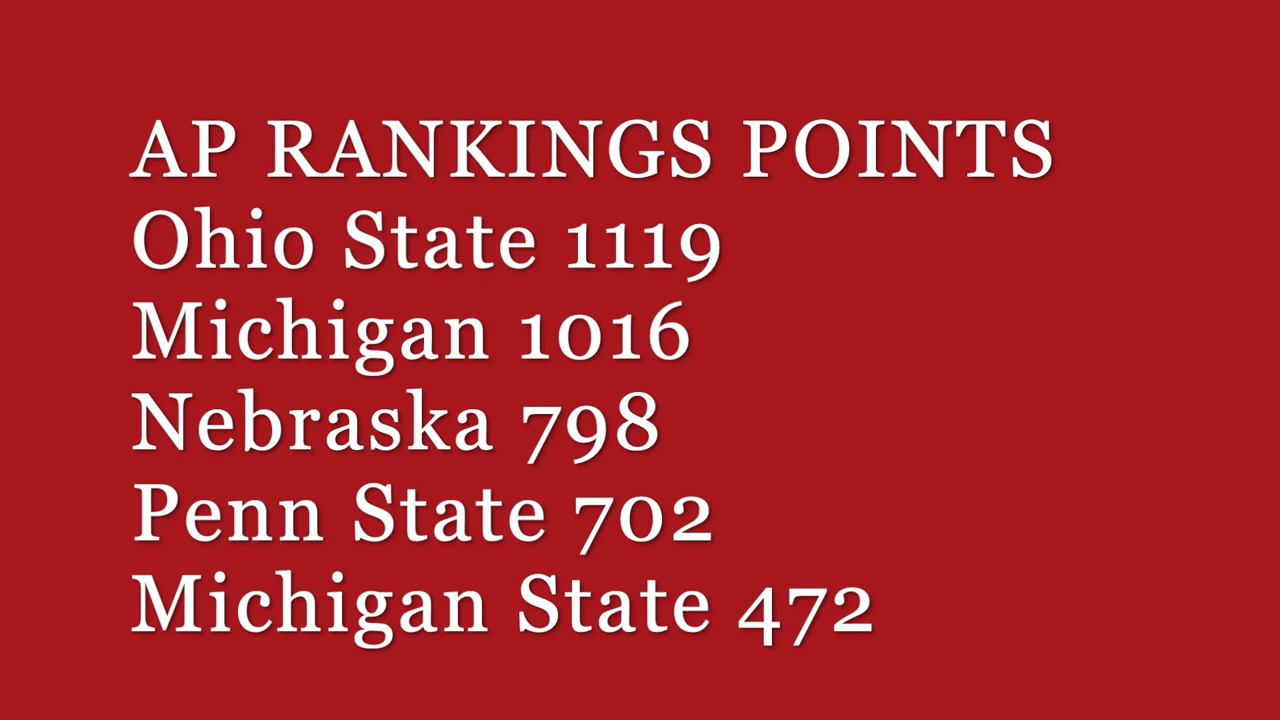 AP RANKINGS POINTS
Ohio State 1119
Michigan 1016
Nebraska 798
Penn State 702
Michigan State 472